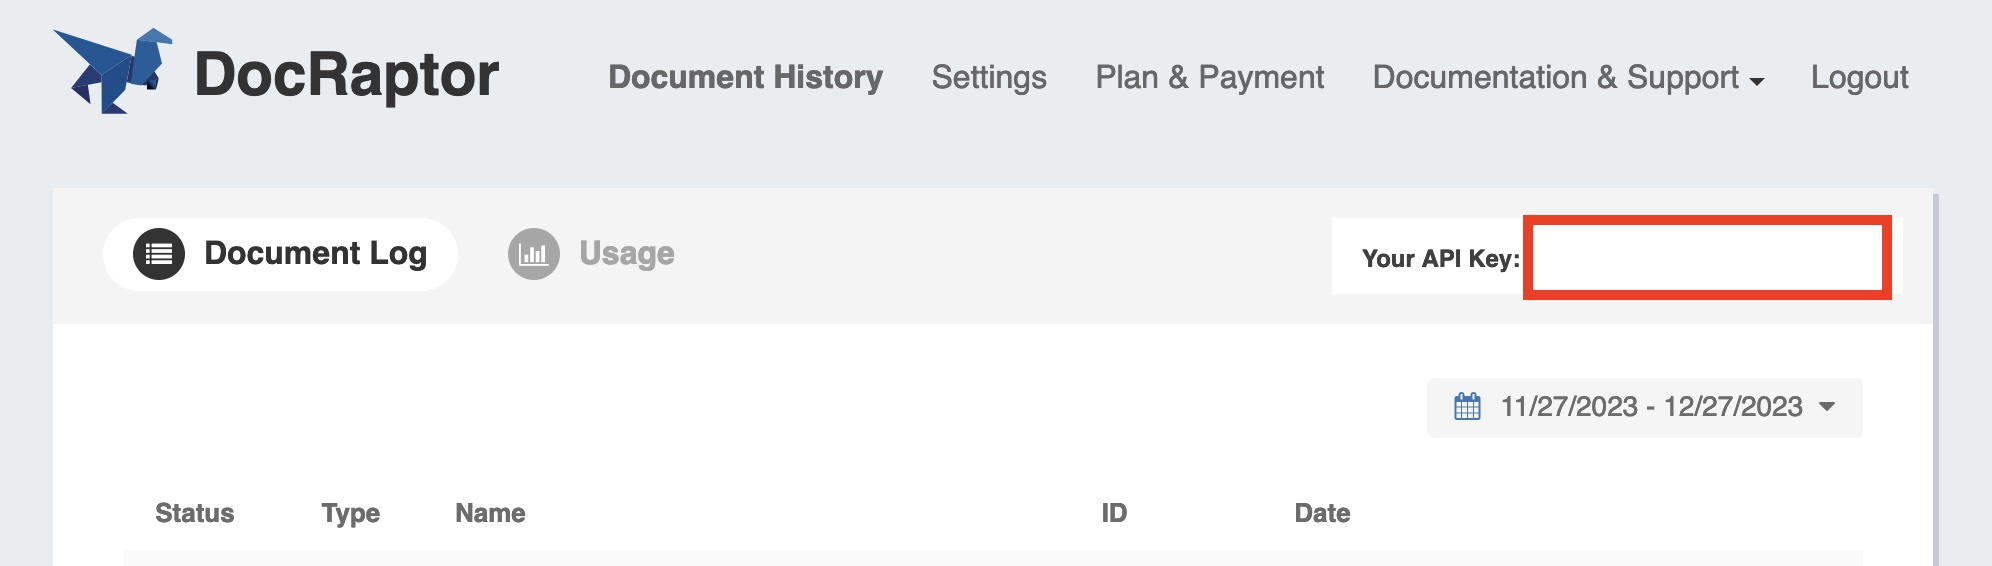 DocRaptor
Document History Settings Plan & Payment Documentation & Support Logout
Document Log Usage Your API Key:
11/27/2023 - 12/27/2023
Status Type Name ID Date